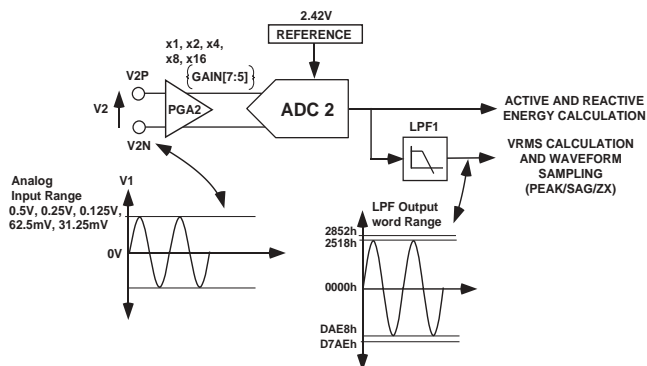 2.42V
REFERENCE
x1, x2, x4,
x8, x16
{GAIN[7:5]}
V2P
V2
PGA2
V2N
ADC 2
ACTIVE AND REACTIVE
ENERGY CALCULATION
LPF1
VRMS CALCULATION
AND WAVEFORM
SAMPLING
(PEAK/SAG/ZX)
Analog
Input Range
0.5V, 0.25V, 0.125V,
62.5mV, 31.25mV
V1
0V
LPF Output
word Range
2852h
2518h
0000h
DAE8h
D7AEh